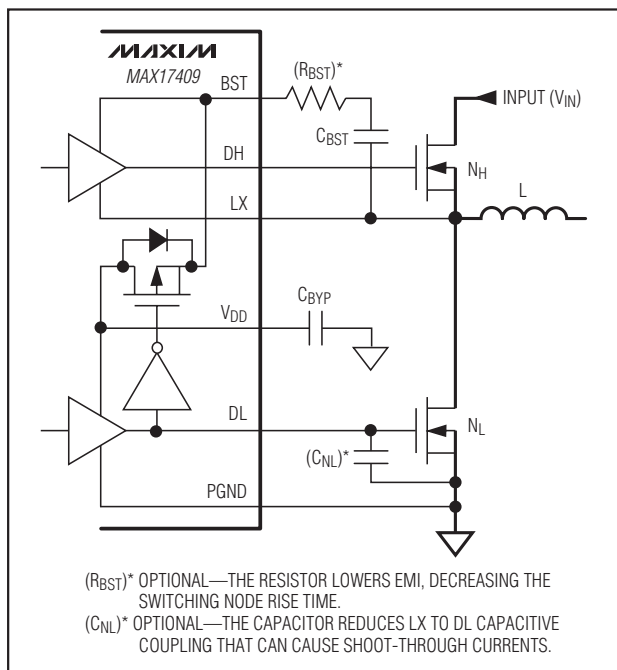 MAXIM
MAX17409
BST
(RBST)*
INPUT (VIN)
CBST
DH
NH
LX
L
CBYP
VDD
DL
NL
(CNL)*
PGND
(RBST)* OPTIONAL—THE RESISTOR LOWERS EMI, DECREASING THE
SWITCHING NODE RISE TIME.
(CNL)* OPTIONAL—THE CAPACITOR REDUCES LX TO DL CAPACITIVE
COUPLING THAT CAN CAUSE SHOOT-THROUGH CURRENTS.